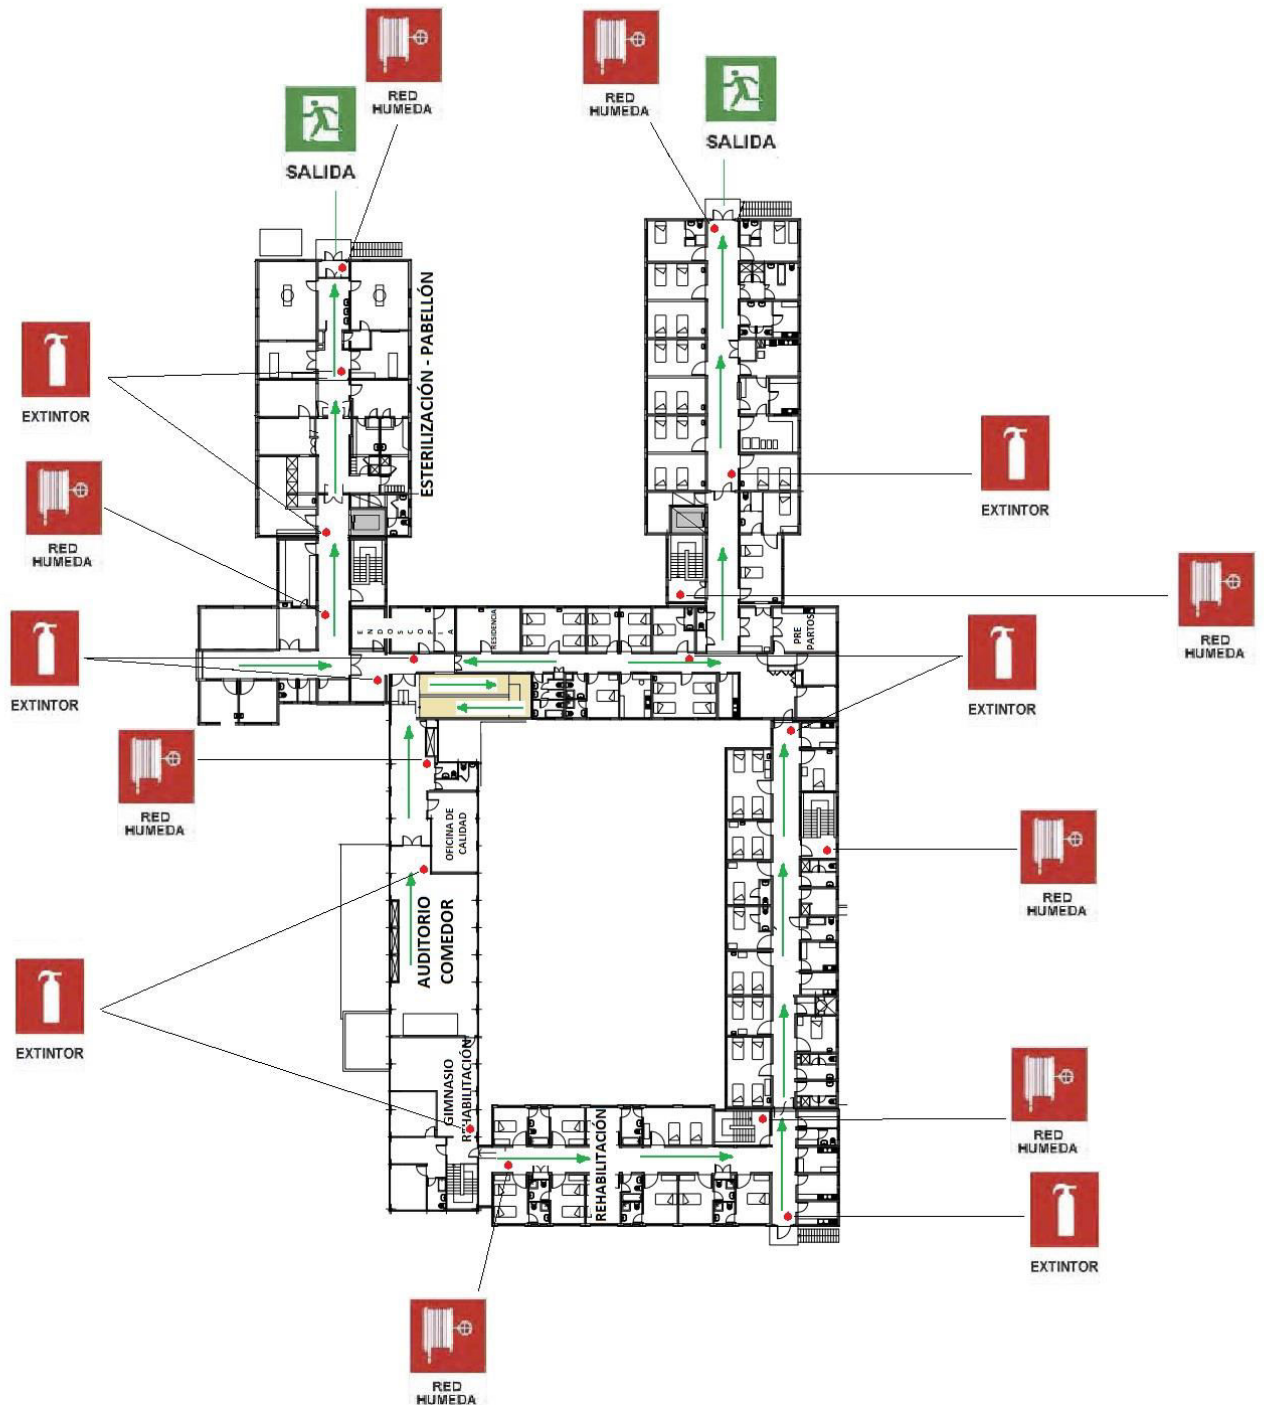 RED
HUMEDA
RED
HUMEDA
SALIDA
SALIDA
ESTERILIZACIÓN - PABELLÓN
EXTINTOR
EXTINTOR
RED
HUMEDA
RED
HUMEDA
EXTINTOR
ENDOSCOPIA
RESIDENCIA
PRE
PARTOS
EXTINTOR
RED
HUMEDA
OFICINA DE
CALIDAD
RED
HUMEDA
AUDITORIO
COMEDOR
EXTINTOR
GIMNASIO
REHABILITACIÓN
REHABILITACIÓN
RED
HUMEDA
EXTINTOR
RED
HUMEDA